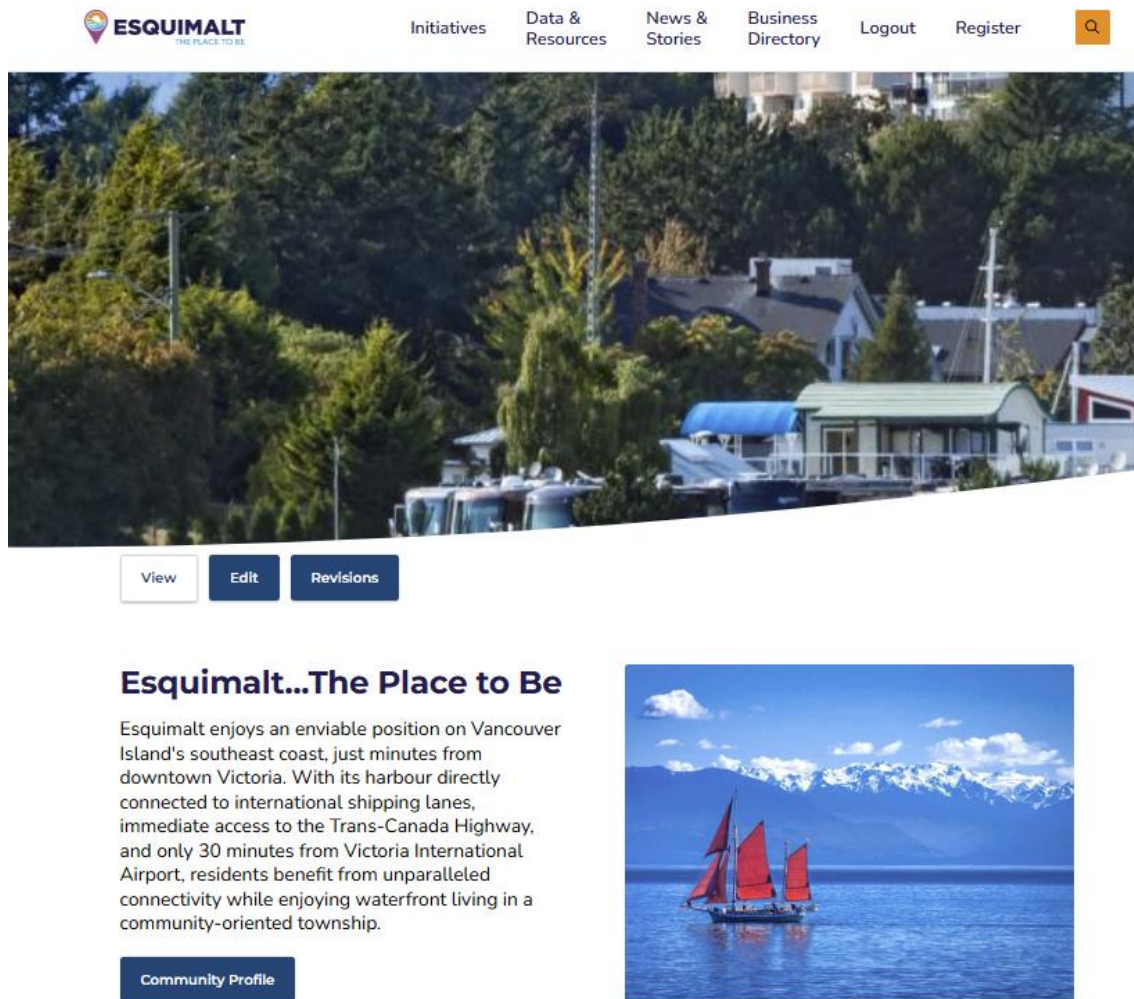 ESQUIMALT
THE PLACE TO BE
Initiatives
Data &
Resources
News &
Stories
Business
Directory
Logout
Register
View
Edit
Revisions
Esquimalt...The Place to Be
Esquimalt enjoys an enviable position on Vancouver
Island's southeast coast, just minutes from
downtown Victoria. With its harbour directly
connected to international shipping lanes,
immediate access to the Trans-Canada Highway,
and only 30 minutes from Victoria International
Airport, residents benefit from unparalleled
connectivity while enjoying waterfront living in a
community-oriented township.
Community Profile